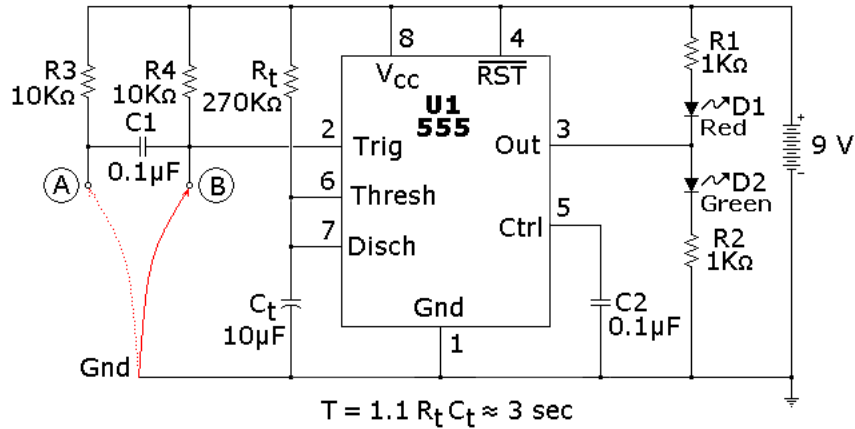 R3
10KΩ
R4
10KΩ
Rt
270KΩ
C1
0.1µF
A
B
8
4
VCC
RST
U1
555
2
Trig
6
Thresh
7
Disch
Out
3
Ctrl
5
Gnd
1
R1
1KΩ
D1
Red
D2
Green
R2
1KΩ
+
9 V
-
Ct
10µF
C2
0.1µF
Gnd
T = 1.1 RtCt ≈ 3 sec